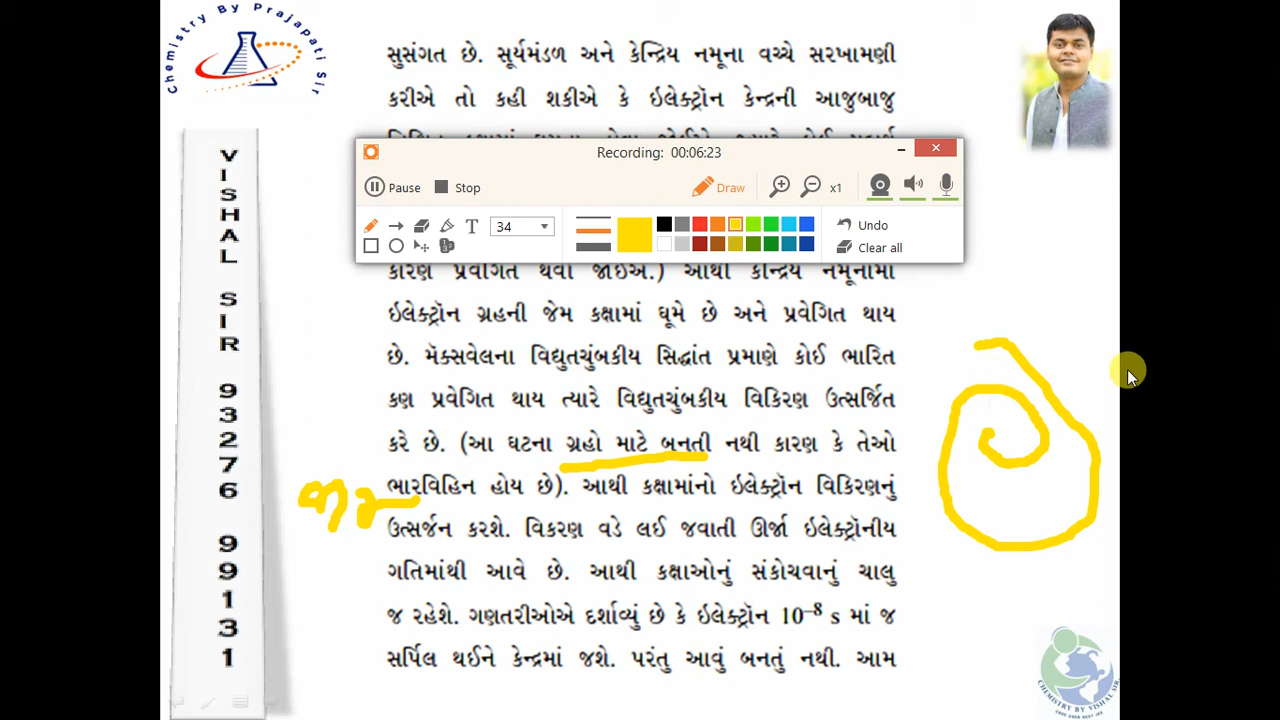 Chemistry By Prajapati Sir
સુસંગત છે. સૂર્યમંડળ અને કેન્દ્રિય નમૂના વચ્ચે સરખામણી
કરીએ તો કહી શકીએ કે ઇલેક્ટ્રૉન કેન્દ્રની આજુબાજુ
Recording: 00:06:23
Pause Stop Draw x1
T 34 Undo
Clear all
કારણ પ્રવેગિત થવા જોઇએ.) આથી કેન્દ્રિય નમૂનામાં
ઇલેક્ટ્રૉન ગ્રહની જેમ કક્ષામાં ઘૂમે છે અને પ્રવેગિત થાય
છે. મૅક્સવેલના વિદ્યુતચુંબકીય સિદ્ધાંત પ્રમાણે કોઈ ભારિત
કણ પ્રવેગિત થાય ત્યારે વિદ્યુતચુંબકીય વિકિરણ ઉત્સર્જિત
કરે છે. (આ ઘટના ગ્રહો માટે બનતી નથી કારણ કે તેઓ
ભારવિહિન હોય છે). આથી કક્ષામાંનો ઇલેક્ટ્રૉન વિકિરણનું
ઉત્સર્જન કરશે. વિકરણ વડે લઈ જવાતી ઊર્જા ઇલેક્ટ્રૉનીય
ગતિમાંથી આવે છે. આથી કક્ષાઓનું સંકોચવાનું ચાલુ
જ રહેશે. ગણતરીઓએ દર્શાવ્યું છે કે ઇલેક્ટ્રૉન 10⁻⁸ s માં જ
સર્પિલ થઈને કેન્દ્રમાં જશે. પરંતુ આવું બનતું નથી. આમ
VISHAL SIR 93276 99131
CHEMISTRY BY VISHAL SIR